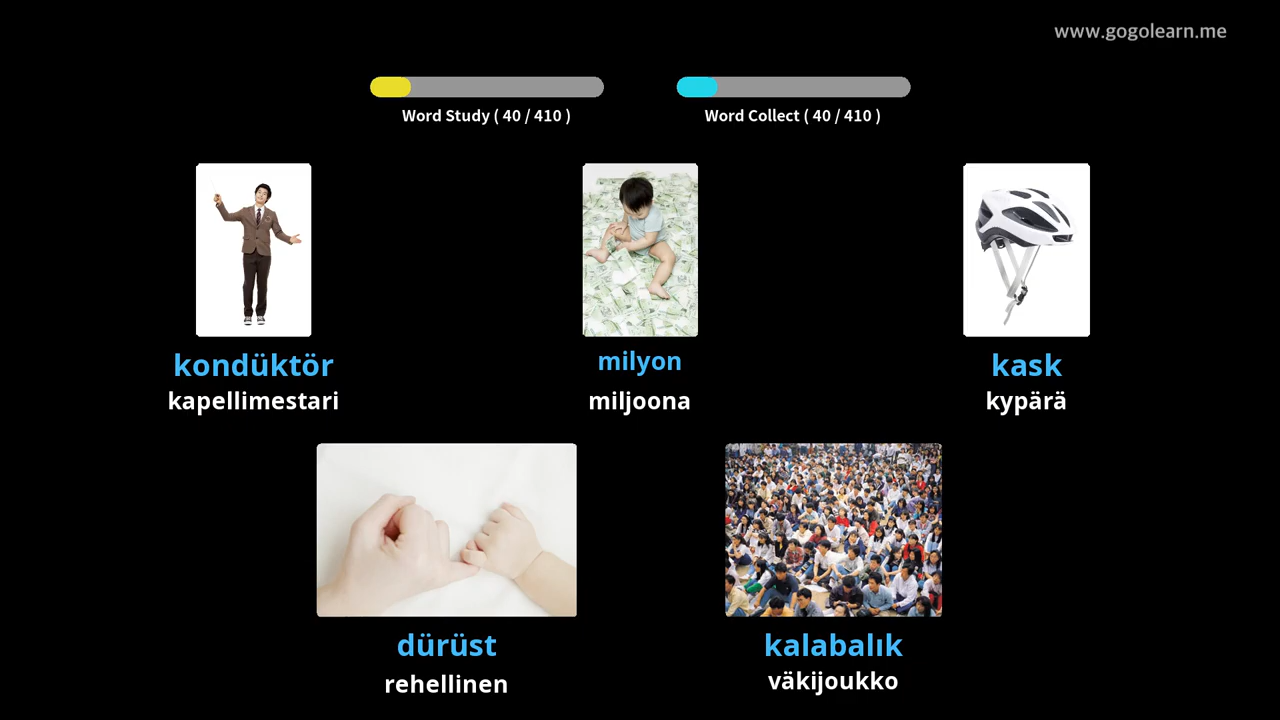 www.gogolearn.me
Word Study ( 40 / 410 )
Word Collect ( 40 / 410 )
kondüktör
kapellimestari
milyon
miljoona
kask
kypärä
dürüst
rehellinen
kalabalık
väkijoukko